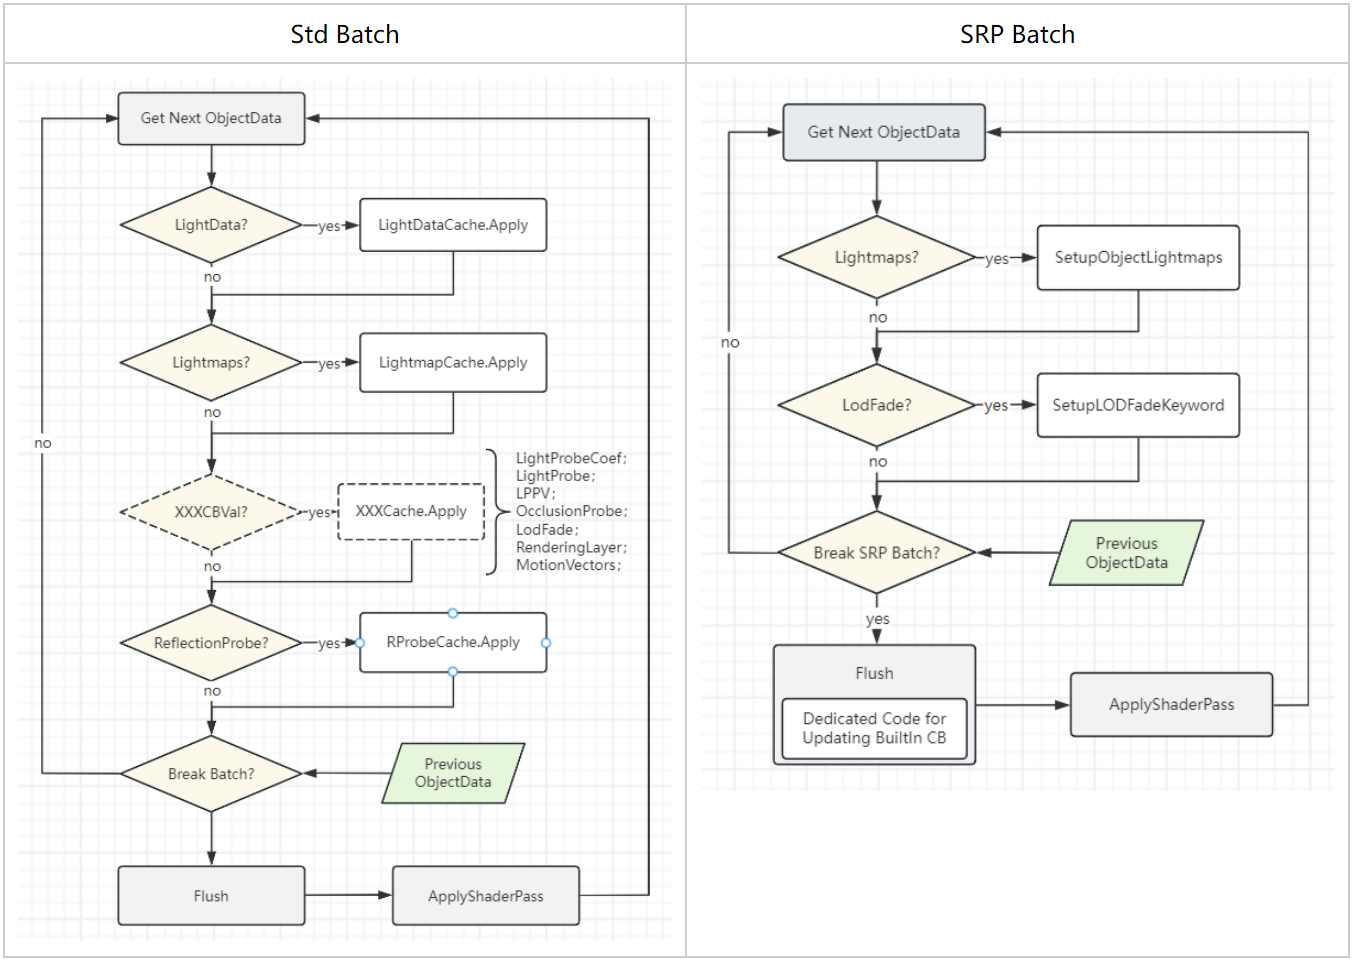 Std Batch
Get Next ObjectData
LightData?
yes
LightDataCache.Apply
no
Lightmaps?
yes
LightmapCache.Apply
no
no
XXXCBVal?
yes
XXXCache.Apply
LightProbeCoef;
LightProbe;
LPPV;
OcclusionProbe;
LodFade;
RenderingLayer;
MotionVectors;
no
ReflectionProbe?
yes
RProbeCache.Apply
no
Break Batch?
Previous
ObjectData
Flush
ApplyShaderPass
SRP Batch
Get Next ObjectData
Lightmaps?
yes
SetupObjectLightmaps
no
no
LodFade?
yes
SetupLODFadeKeyword
no
Break SRP Batch?
Previous
ObjectData
yes
Flush
Dedicated Code for
Updating BuiltIn CB
ApplyShaderPass